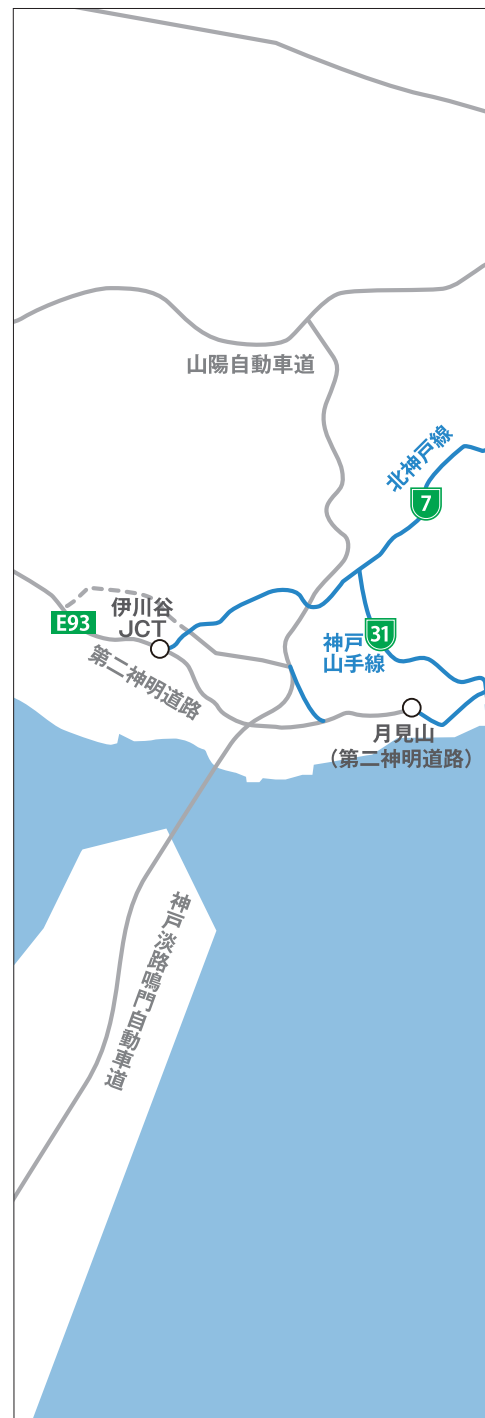 山陽自動車道
北神戸線
7
伊川谷
JCT
E93
31
神戸
山手線
第二神明道路
月見山
（第二神明道路）
神戸淡路鳴門自動車道